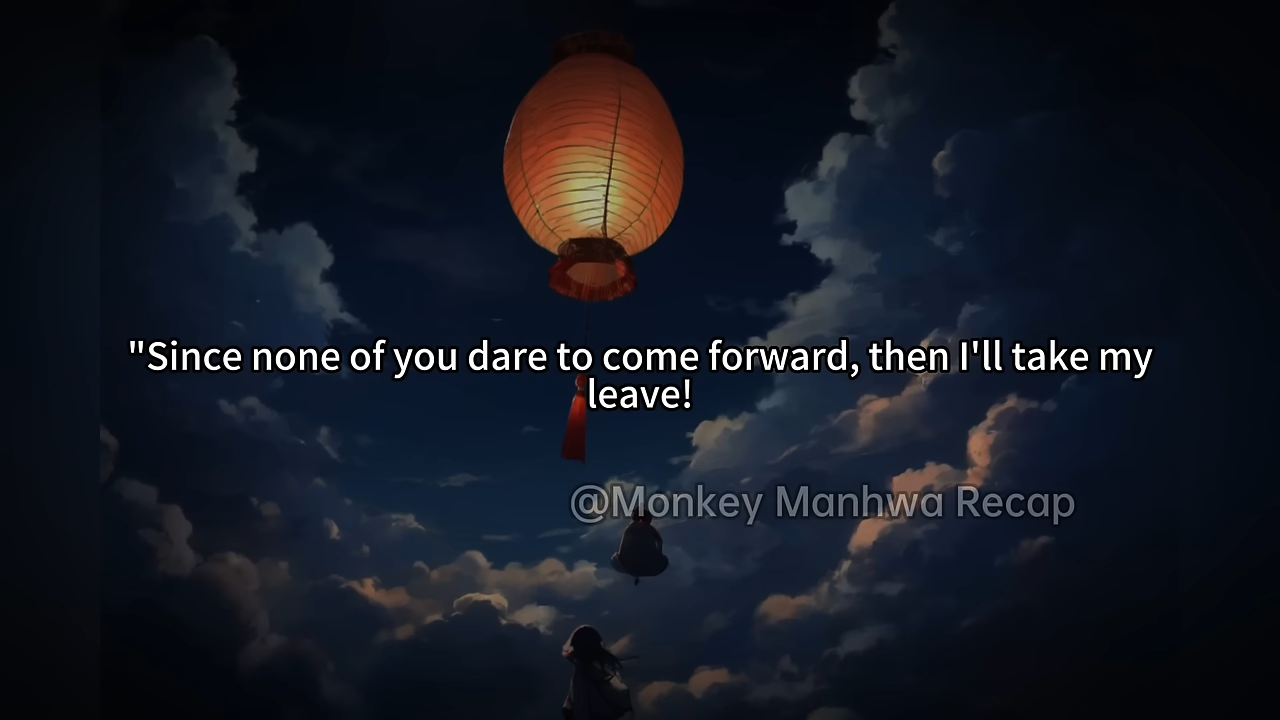 "Since none of you dare to come forward, then I'll take my
leave!
@Monkey Manhwa Recap